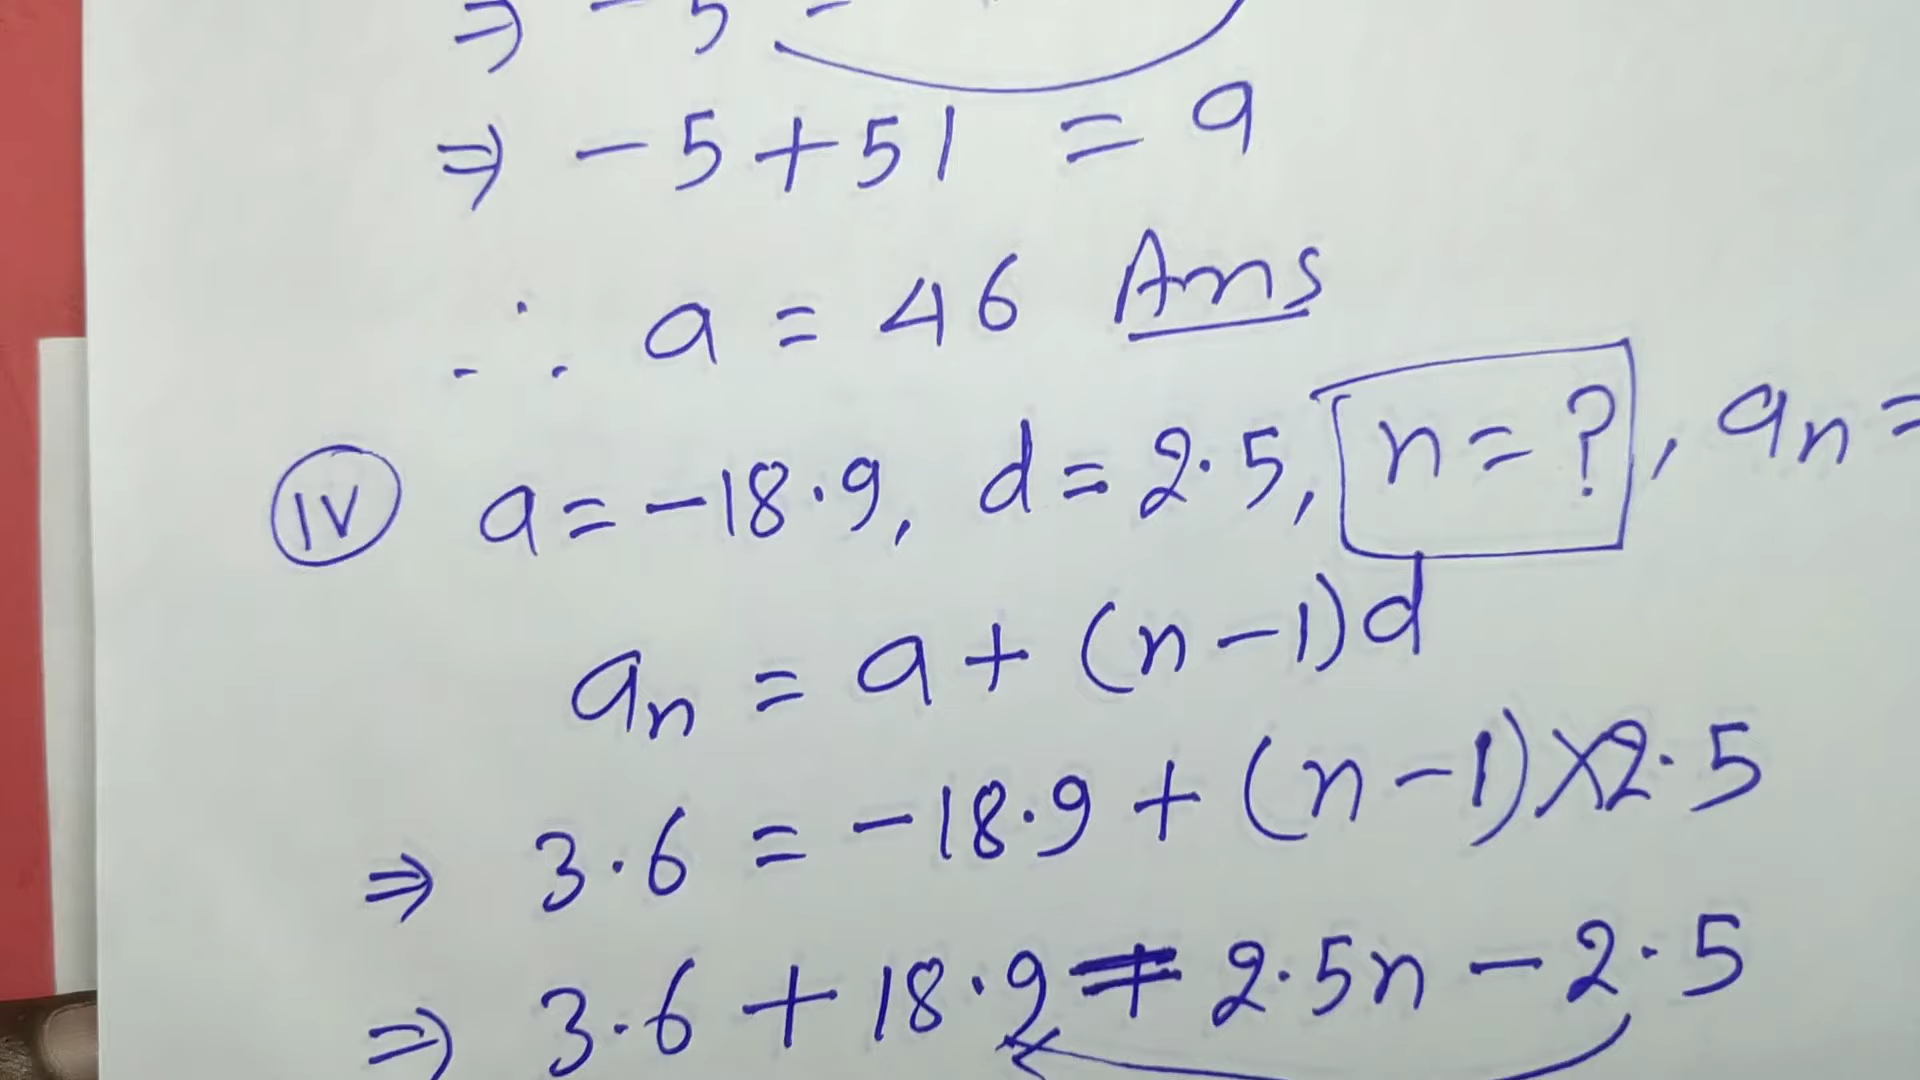 ⇒ -5 -
⇒ -5+51 = a
∴ a = 46 Ans
(IV) a = -18.9, d = 2.5, n = ?, an =
an = a + (n-1)d
⇒ 3.6 = -18.9 + (n-1)×2.5
⇒ 3.6 + 18.9 = 2.5n - 2.5